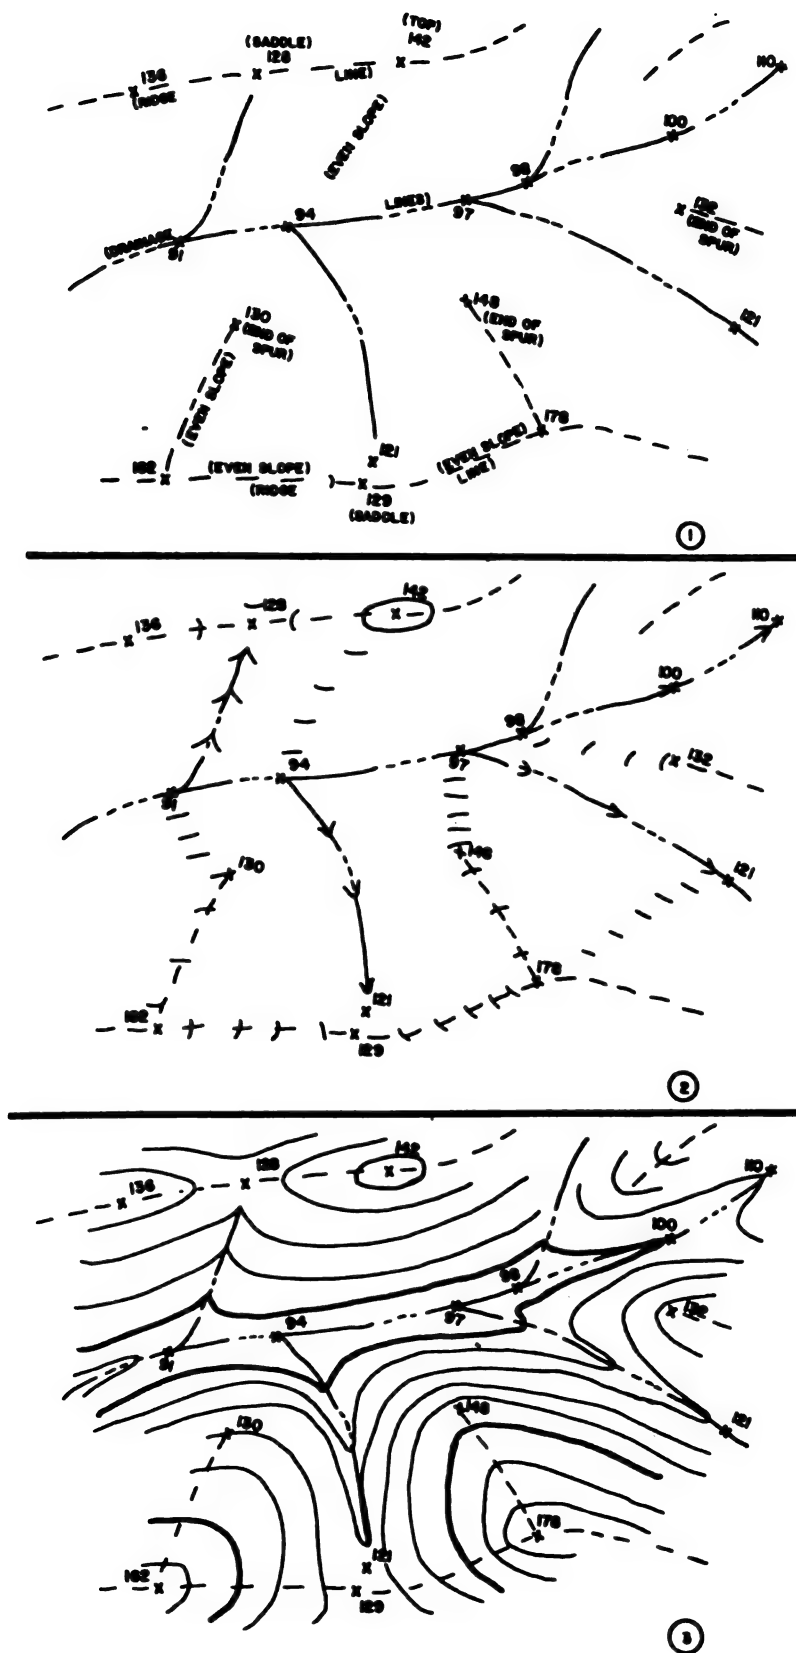 (TOP)
142
(SADDLE)
128
136
(RIDGE
LINE)
110
(EVEN SLOPE)
100
98
LINES)
97
94
(DRAINAGE
91
132
(END OF
SPUR)
130
(END OF
SPUR)
148
(END OF
SPUR)
121
(EVEN SLOPE)
178
121
(EVEN SLOPE)
LINE)
162
(EVEN SLOPE)
(RIDGE
129
(SADDLE)
1
142
128
136
110
100
98
97
132
94
91
148
130
121
178
121
162
129
2
142
128
136
110
100
98
97
132
94
91
148
130
121
178
121
162
129
3